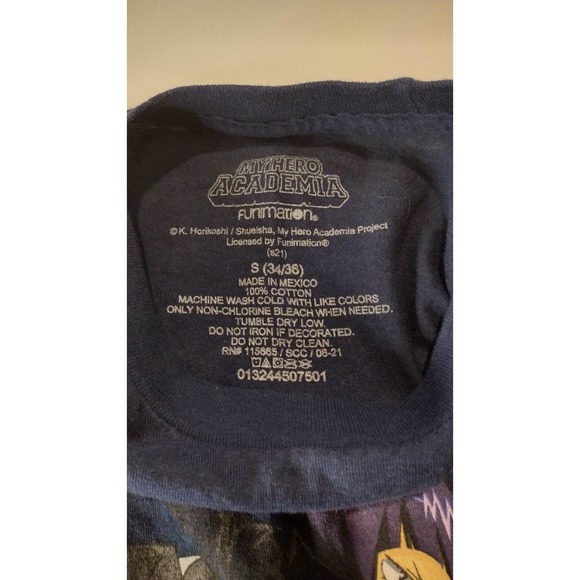 MY HERO
ACADEMIA
FUNIMATION®
©K. Horikoshi / Shueisha, My Hero Academia Project
Licensed by Funimation®
(s21)
S (34/36)
MADE IN MEXICO
100% COTTON
MACHINE WASH COLD WITH LIKE COLORS
ONLY NON-CHLORINE BLEACH WHEN NEEDED.
TUMBLE DRY LOW.
DO NOT IRON IF DECORATED.
DO NOT DRY CLEAN.
RN# 115665 / SCC / 06-21
013244507501